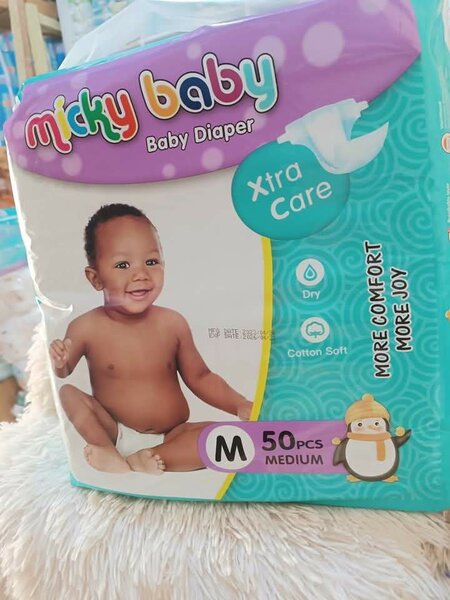 micky baby
Baby Diaper
Xtra
Care
Dry
Cotton Soft
MORE COMFORT
MORE JOY
M 50PCS
MEDIUM